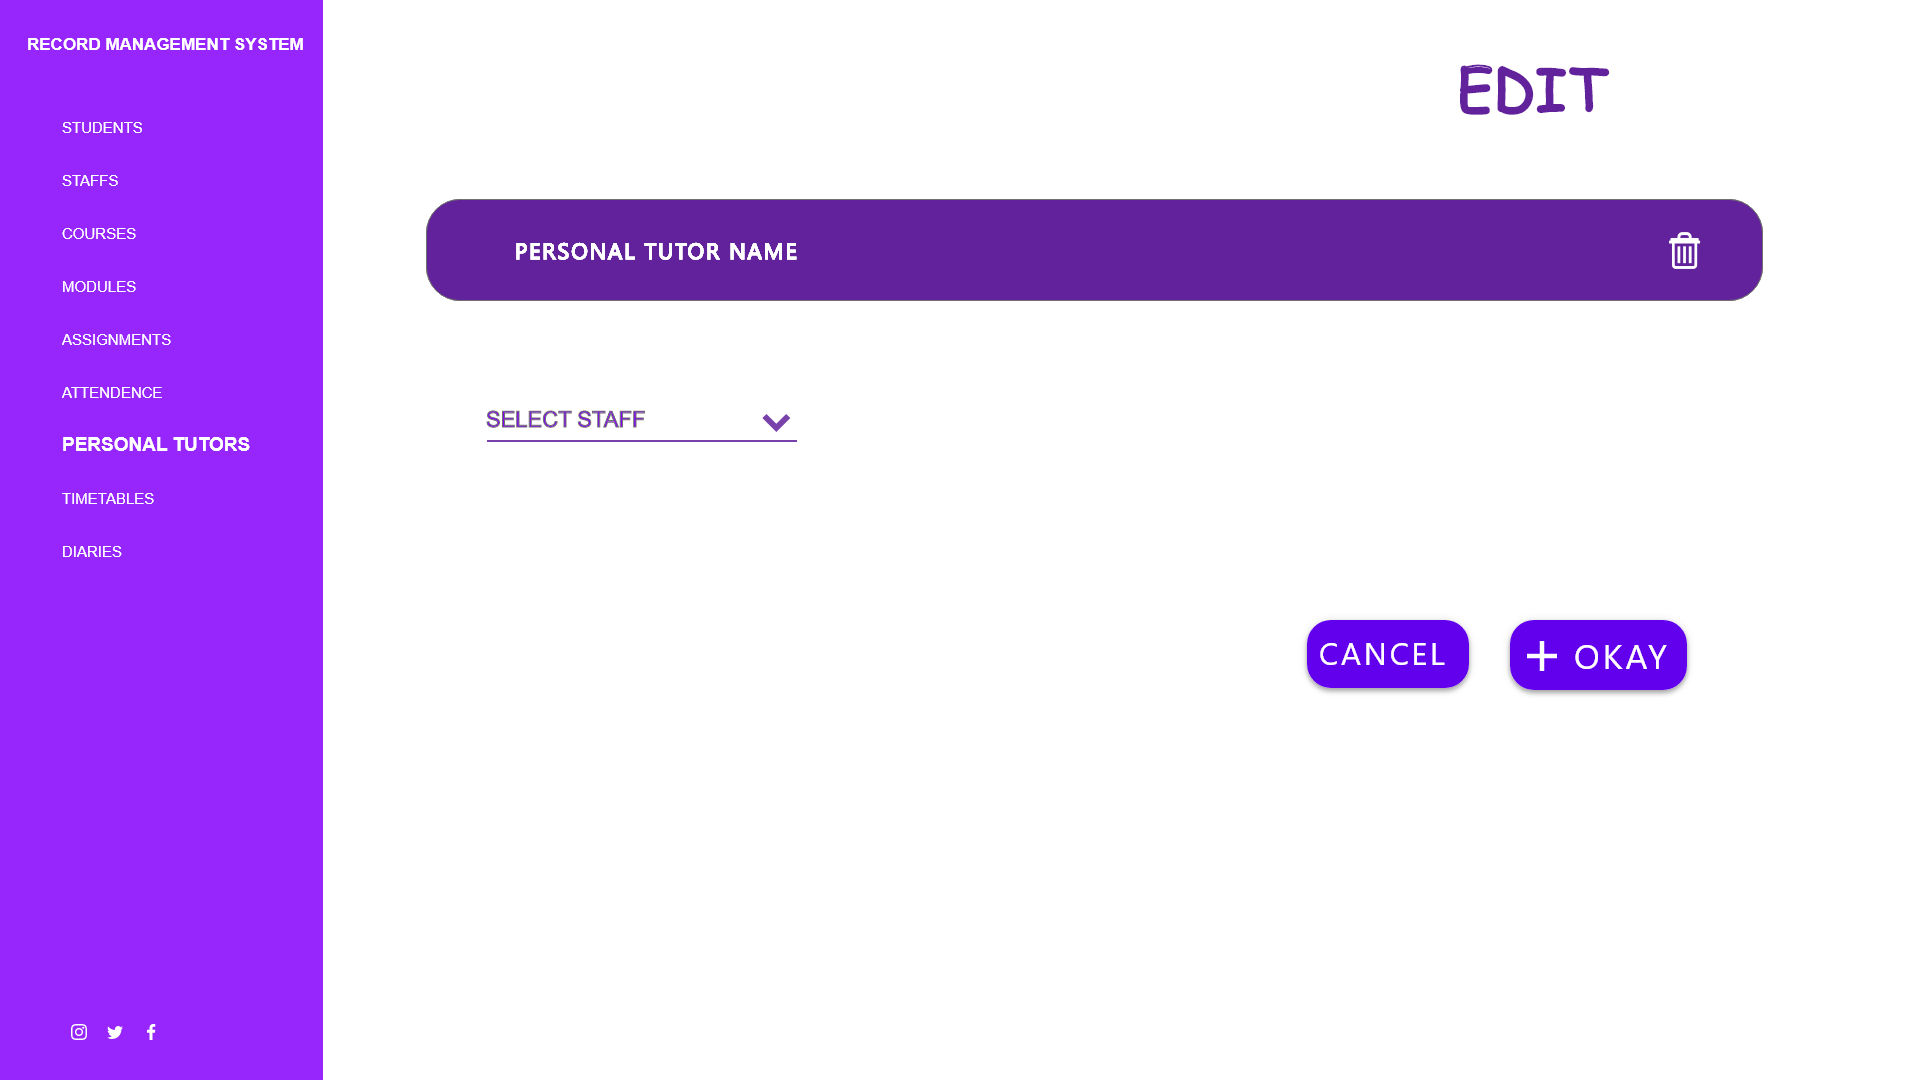 RECORD MANAGEMENT SYSTEM
STUDENTS
STAFFS
COURSES
MODULES
ASSIGNMENTS
ATTENDENCE
PERSONAL TUTORS
TIMETABLES
DIARIES
EDIT
PERSONAL TUTOR NAME
SELECT STAFF
CANCEL
+ OKAY